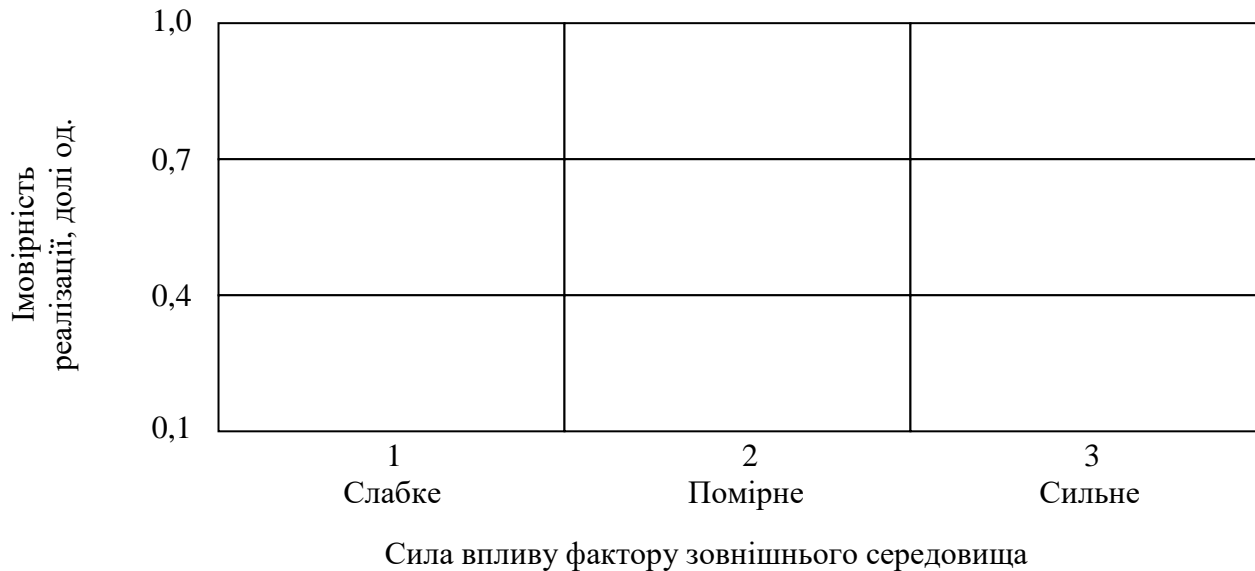 1,0
0,7
0,4
0,1
Імовірність
реалізації, долі од.
1
2
3
Слабке
Помірне
Сильне
Сила впливу фактору зовнішнього середовища